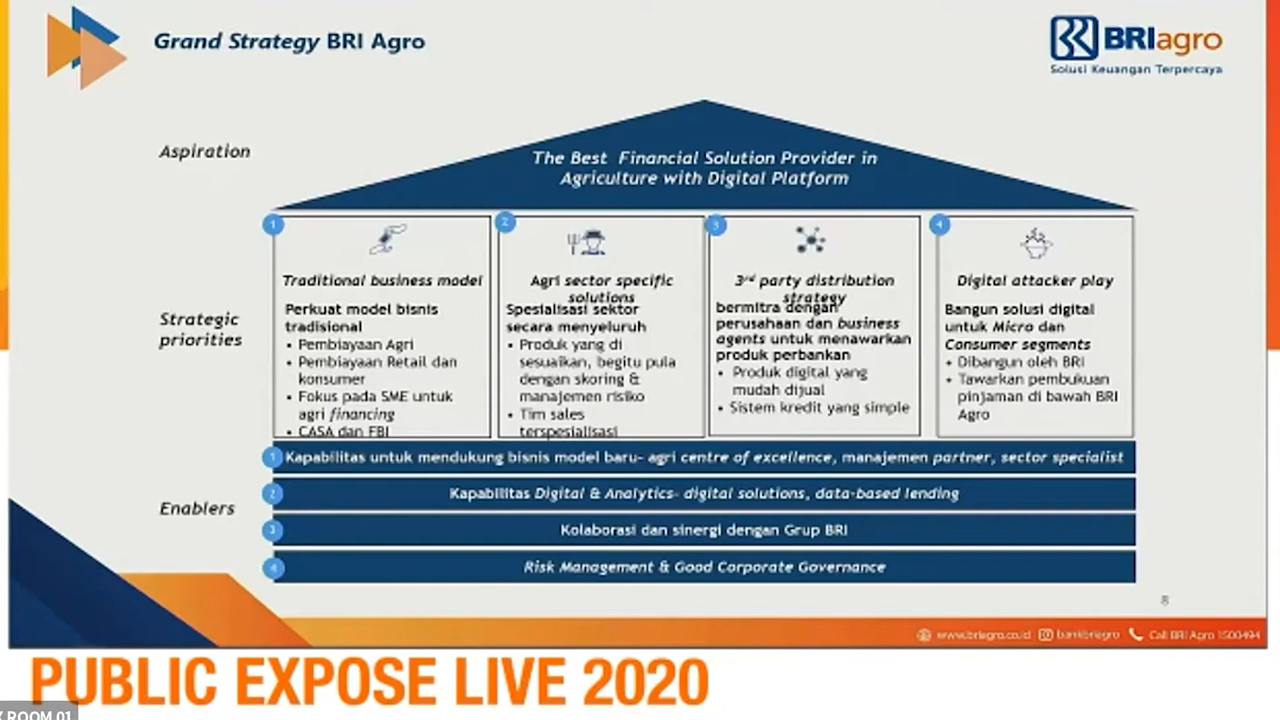 Grand Strategy BRI Agro
BRIagro
Solusi Keuangan Terpercaya
Aspiration
The Best Financial Solution Provider in
Agriculture with Digital Platform
Strategic
priorities
1
Traditional business model
Perkuat model bisnis
tradisional
• Pembiayaan Agri
• Pembiayaan Retail dan
konsumer
• Fokus pada SME untuk
agri financing
• CASA dan FBI
2
Agri sector specific
solutions
Spesialisasi sektor
secara menyeluruh
• Produk yang di
sesuaikan, begitu pula
dengan skoring &
manajemen risiko
• Tim sales
terspesialisasi
3
3rd party distribution
strategy
bermitra dengan
perusahaan dan business
agents untuk menawarkan
produk perbankan
• Produk digital yang
mudah dijual
• Sistem kredit yang simple
4
Digital attacker play
Bangun solusi digital
untuk Micro dan
Consumer segments
• Dibangun oleh BRI
• Tawarkan pembukuan
pinjaman di bawah BRI
Agro
Enablers
1 Kapabilitas untuk mendukung bisnis model baru- agri centre of excellence, manajemen partner, sector specialist
2 Kapabilitas Digital & Analytics- digital solutions, data-based lending
3 Kolaborasi dan sinergi dengan Grup BRI
4 Risk Management & Good Corporate Governance
8
www.briagro.co.id bankbriagro Call BRI Agro 1500494
PUBLIC EXPOSE LIVE 2020
ROOM 01